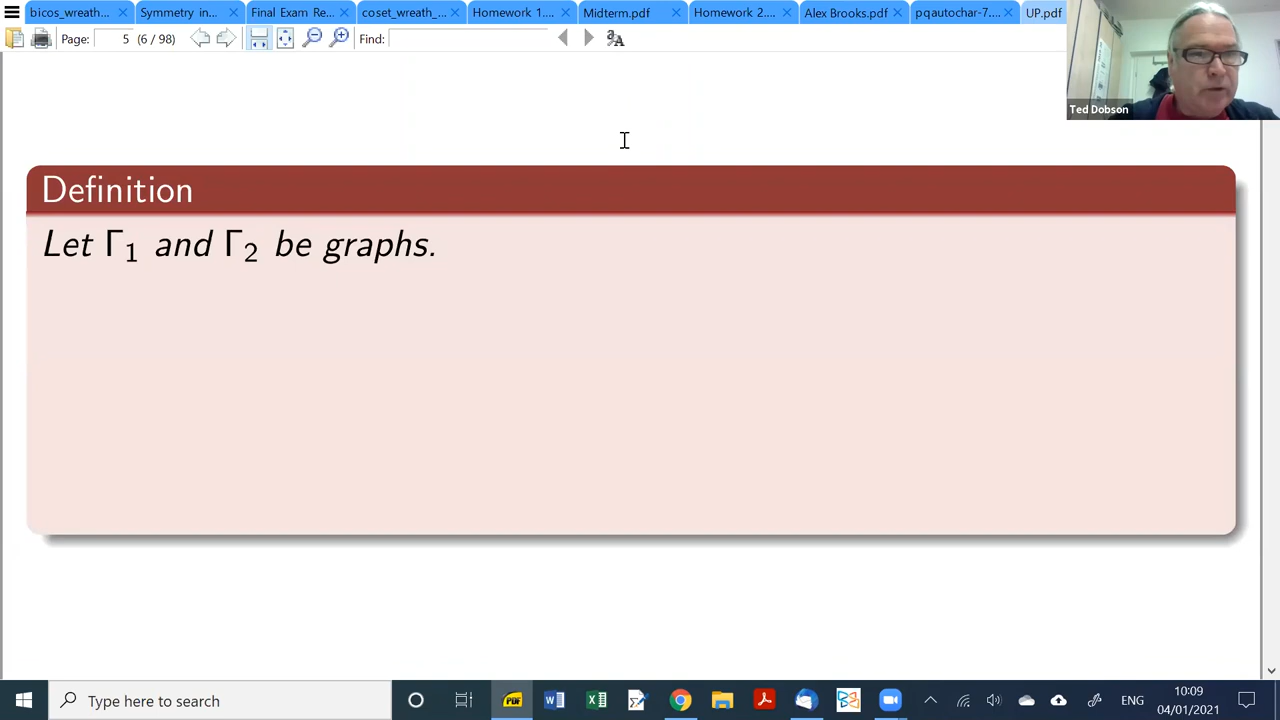 bicos_wreath... Symmetry in... Final Exam Re... coset_wreath_... Homework 1.... Midterm.pdf Homework 2.... Alex Brooks.pdf pqautochar-7.... UP.pdf
Page: 5 (6 / 98) Find:
Ted Dobson
Definition
Let Γ₁ and Γ₂ be graphs.
Type here to search
ENG
10:09
04/01/2021